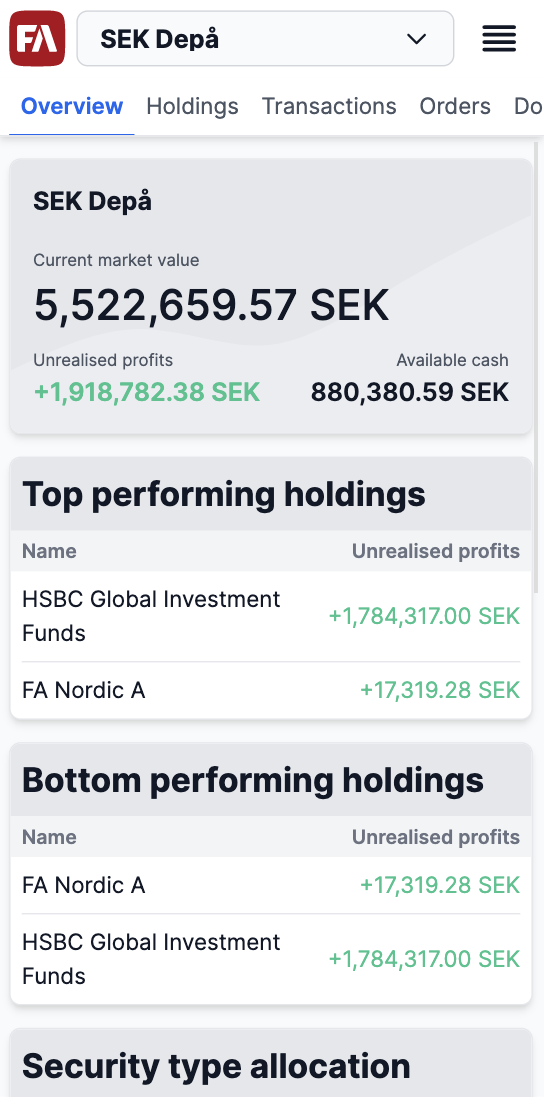 FA
SEK Depå
Overview Holdings Transactions Orders Do
SEK Depå
Current market value
5,522,659.57 SEK
Unrealised profits Available cash
+1,918,782.38 SEK 880,380.59 SEK
Top performing holdings
Name Unrealised profits
HSBC Global Investment
Funds
+1,784,317.00 SEK
FA Nordic A +17,319.28 SEK
Bottom performing holdings
Name Unrealised profits
FA Nordic A +17,319.28 SEK
HSBC Global Investment
Funds
+1,784,317.00 SEK
Security type allocation